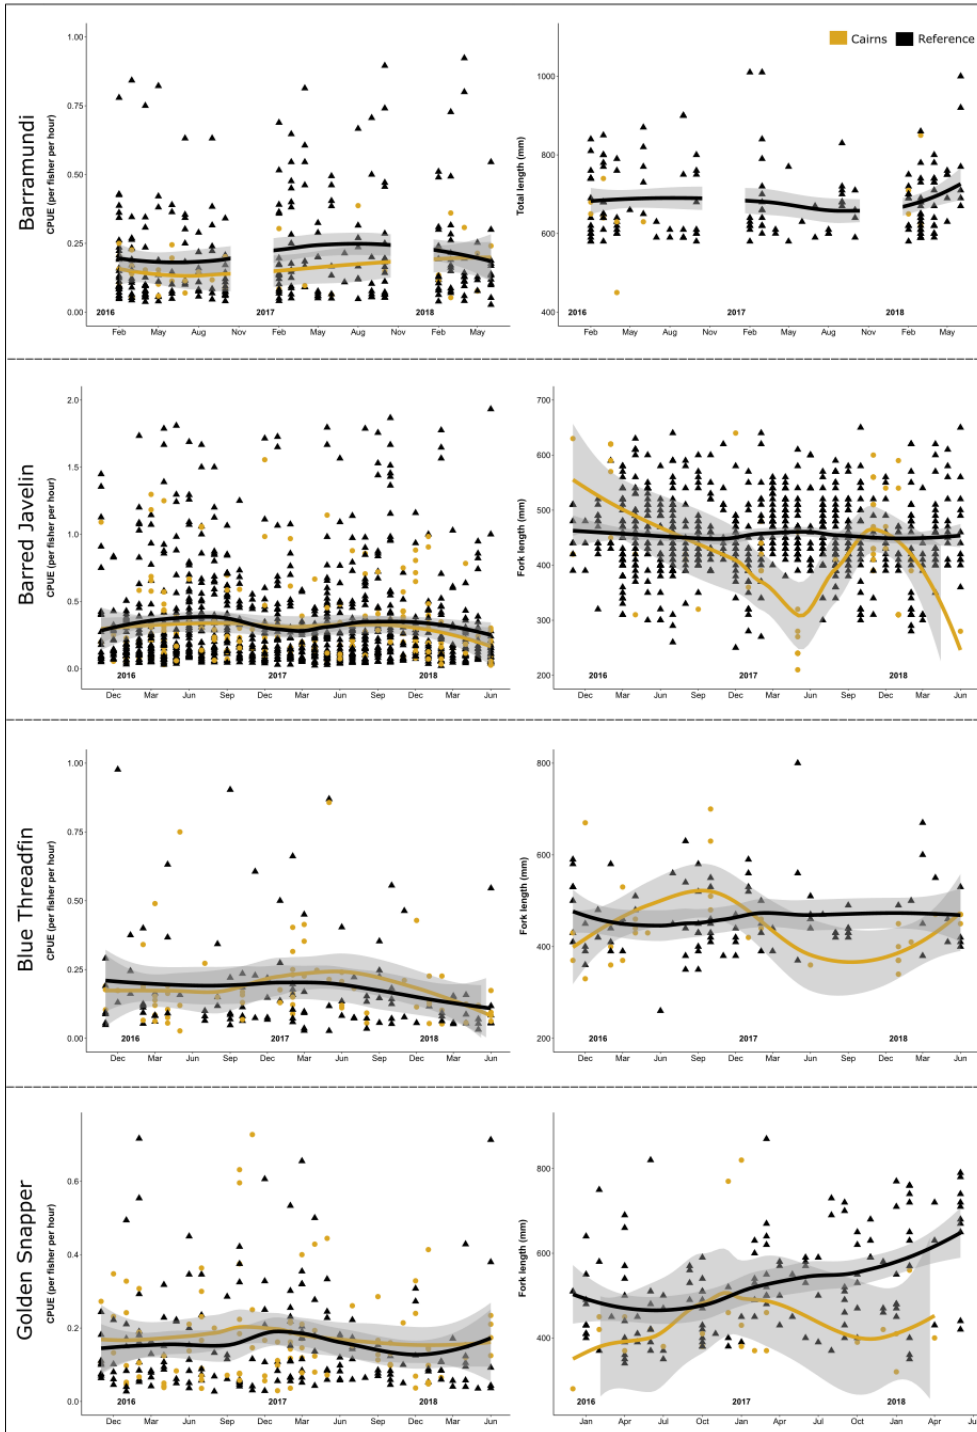 Cairns Reference
Barramundi
CPUE (per fisher per hour)
1.00
0.75
0.50
0.25
0.00
2016 2017 2018
Feb May Aug Nov Feb May Aug Nov Feb May
Total length (mm)
1000
800
600
400
2016 2017 2018
Feb May Aug Nov Feb May Aug Nov Feb May
Barred Javelin
CPUE (per fisher per hour)
2.0
1.5
1.0
0.5
0.0
2016 2017 2018
Dec Mar Jun Sep Dec Mar Jun Sep Dec Mar Jun
Fork length (mm)
700
600
500
400
300
200
2016 2017 2018
Dec Mar Jun Sep Dec Mar Jun Sep Dec Mar Jun
Blue Threadfin
CPUE (per fisher per hour)
1.00
0.75
0.50
0.25
0.00
2016 2017 2018
Dec Mar Jun Sep Dec Mar Jun Sep Dec Mar Jun
Fork length (mm)
800
600
400
200
2016 2017 2018
Dec Mar Jun Sep Dec Mar Jun Sep Dec Mar Jun
Golden Snapper
CPUE (per fisher per hour)
0.6
0.4
0.2
0.0
2016 2017 2018
Dec Mar Jun Sep Dec Mar Jun Sep Dec Mar Jun
Fork length (mm)
800
600
400
2016 2017 2018
Jan Apr Jul Oct Jan Apr Jul Oct Jan Apr